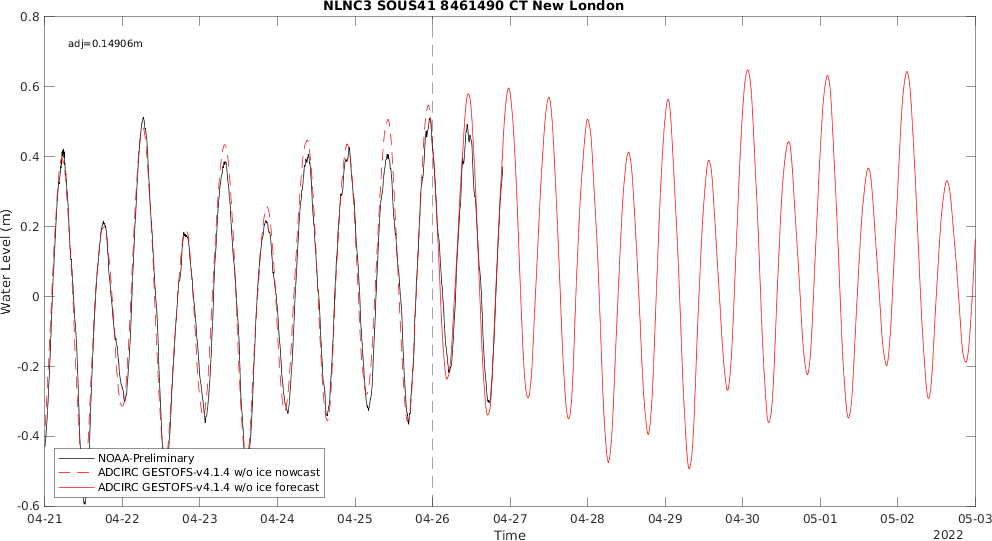 NLNC3 SOUS41 8461490 CT New London
adj=0.14906m
Water Level (m)
0.8
0.6
0.4
0.2
0
-0.2
-0.4
-0.6
NOAA-Preliminary
ADCIRC GESTOFS-v4.1.4 w/o ice nowcast
ADCIRC GESTOFS-v4.1.4 w/o ice forecast
04-21 04-22 04-23 04-24 04-25 04-26 04-27 04-28 04-29 04-30 05-01 05-02 05-03
Time
2022